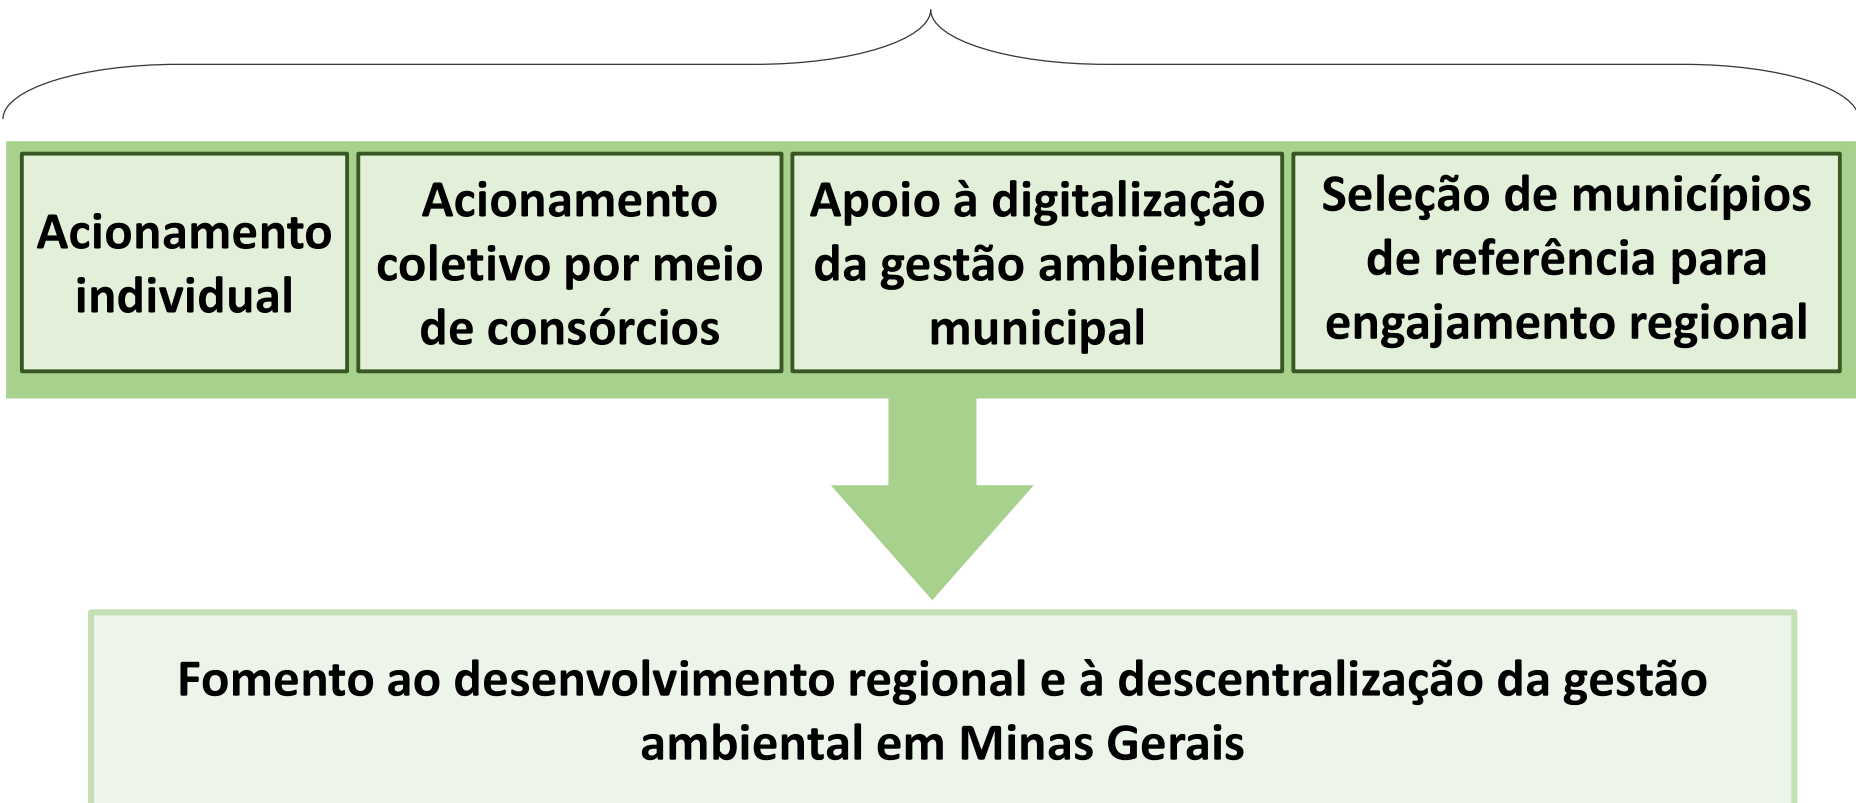 Acionamento
individual
Acionamento
coletivo por meio
de consórcios
Apoio à digitalização
da gestão ambiental
municipal
Seleção de municípios
de referência para
engajamento regional
Fomento ao desenvolvimento regional e à descentralização da gestão
ambiental em Minas Gerais